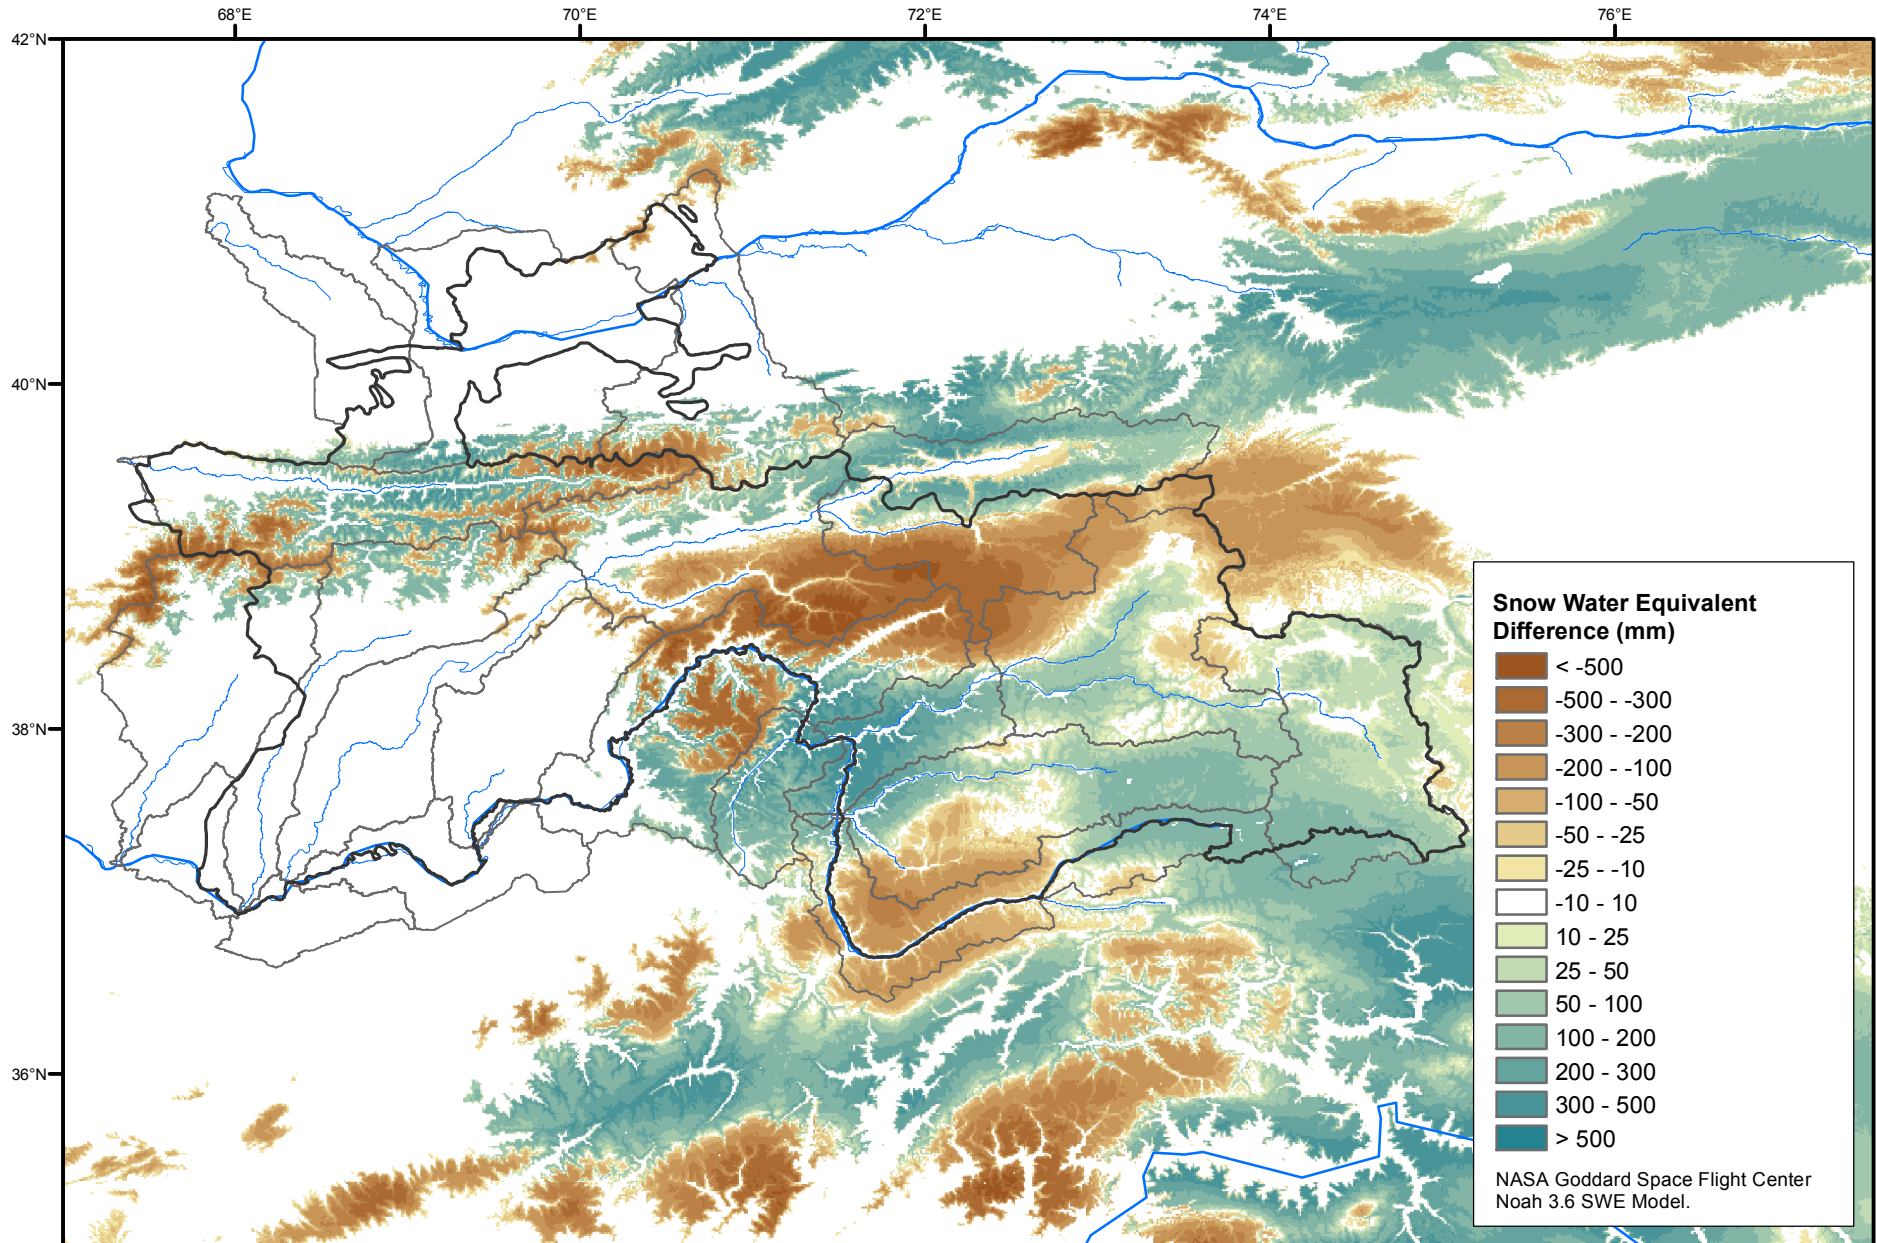 68°E 70°E 72°E 74°E 76°E
42°N
40°N
38°N
36°N
Snow Water Equivalent
Difference (mm)
< -500
-500 - -300
-300 - -200
-200 - -100
-100 - -50
-50 - -25
-25 - -10
-10 - 10
10 - 25
25 - 50
50 - 100
100 - 200
200 - 300
300 - 500
> 500
NASA Goddard Space Flight Center
Noah 3.6 SWE Model.